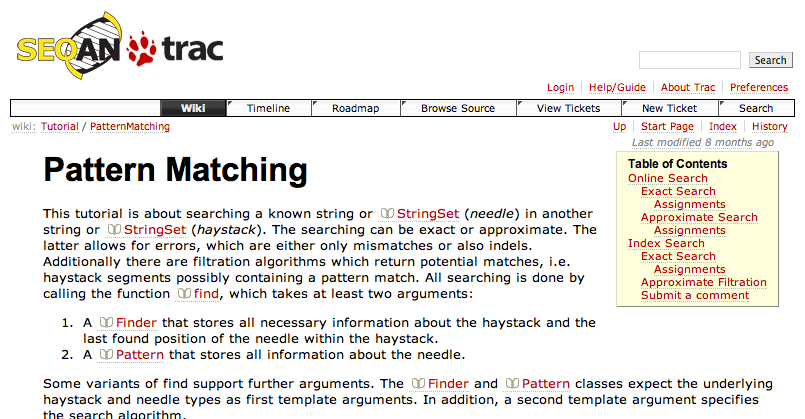 SEQAN trac
Search
Login Help/Guide About Trac Preferences
Wiki Timeline Roadmap Browse Source View Tickets New Ticket Search
wiki: Tutorial / PatternMatching Up Start Page Index History
Last modified 8 months ago
Pattern Matching
This tutorial is about searching a known string or StringSet (needle) in another
string or StringSet (haystack). The searching can be exact or approximate. The
latter allows for errors, which are either only mismatches or also indels.
Additionally there are filtration algorithms which return potential matches, i.e.
haystack segments possibly containing a pattern match. All searching is done by
calling the function find, which takes at least two arguments:
1. A Finder that stores all necessary information about the haystack and the
last found position of the needle within the haystack.
2. A Pattern that stores all information about the needle.
Some variants of find support further arguments. The Finder and Pattern classes expect the underlying
haystack and needle types as first template arguments. In addition, a second template argument specifies
the search algorithm.
Table of Contents
Online Search
Exact Search
Assignments
Approximate Search
Assignments
Index Search
Exact Search
Assignments
Approximate Filtration
Submit a comment